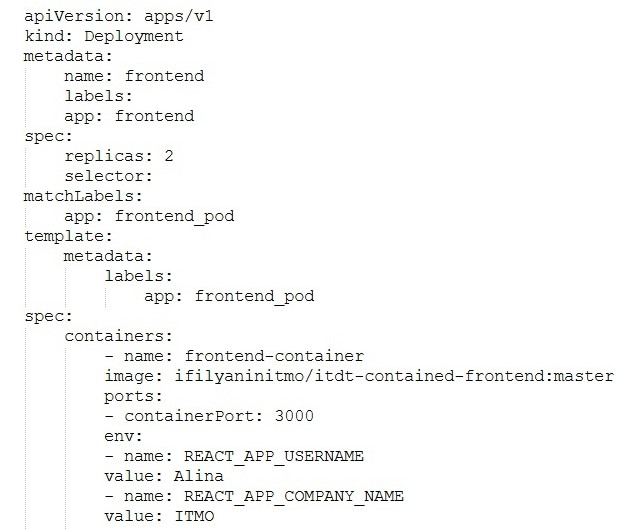 apiVersion: apps/v1
kind: Deployment
metadata:
    name: frontend
    labels:
    app: frontend
spec:
    replicas: 2
    selector:
matchLabels:
    app: frontend_pod
template:
    metadata:
        labels:
            app: frontend_pod
spec:
    containers:
        - name: frontend-container
        image: ifilyaninitmo/itdt-contained-frontend:master
        ports:
        - containerPort: 3000
        env:
        - name: REACT_APP_USERNAME
        value: Alina
        - name: REACT_APP_COMPANY_NAME
        value: ITMO